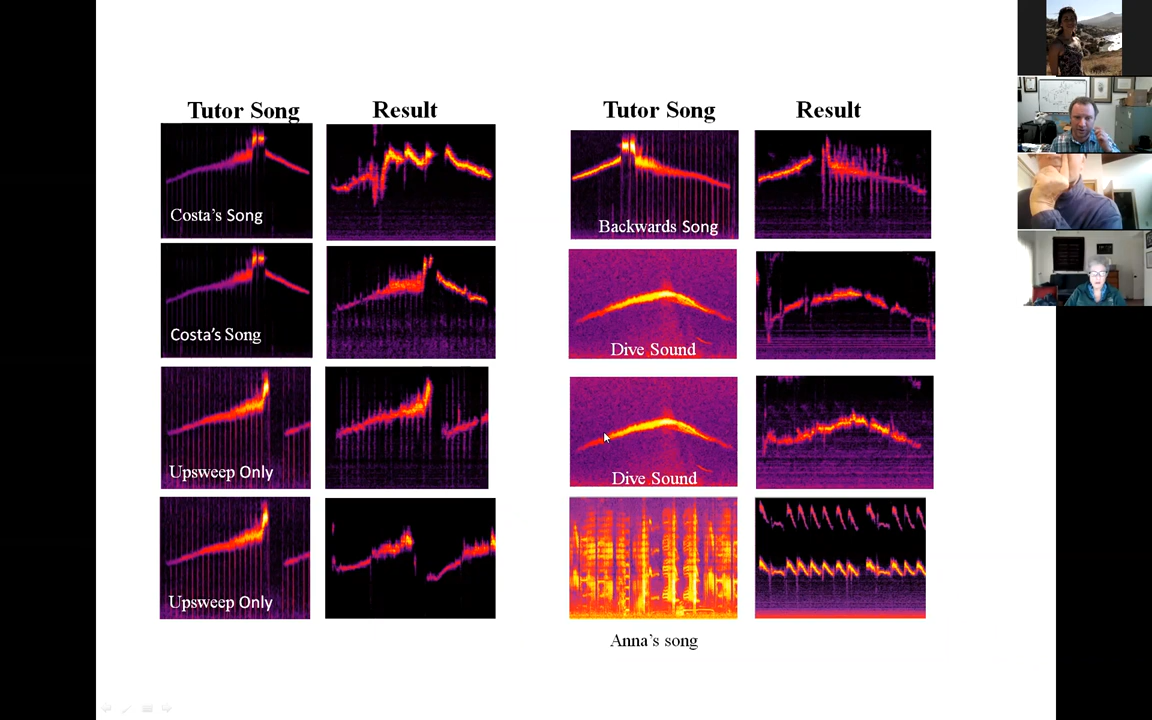 Tutor Song
Result
Costa's Song
Costa's Song
Upsweep Only
Upsweep Only
Tutor Song
Result
Backwards Song
Dive Sound
Dive Sound
Anna's song